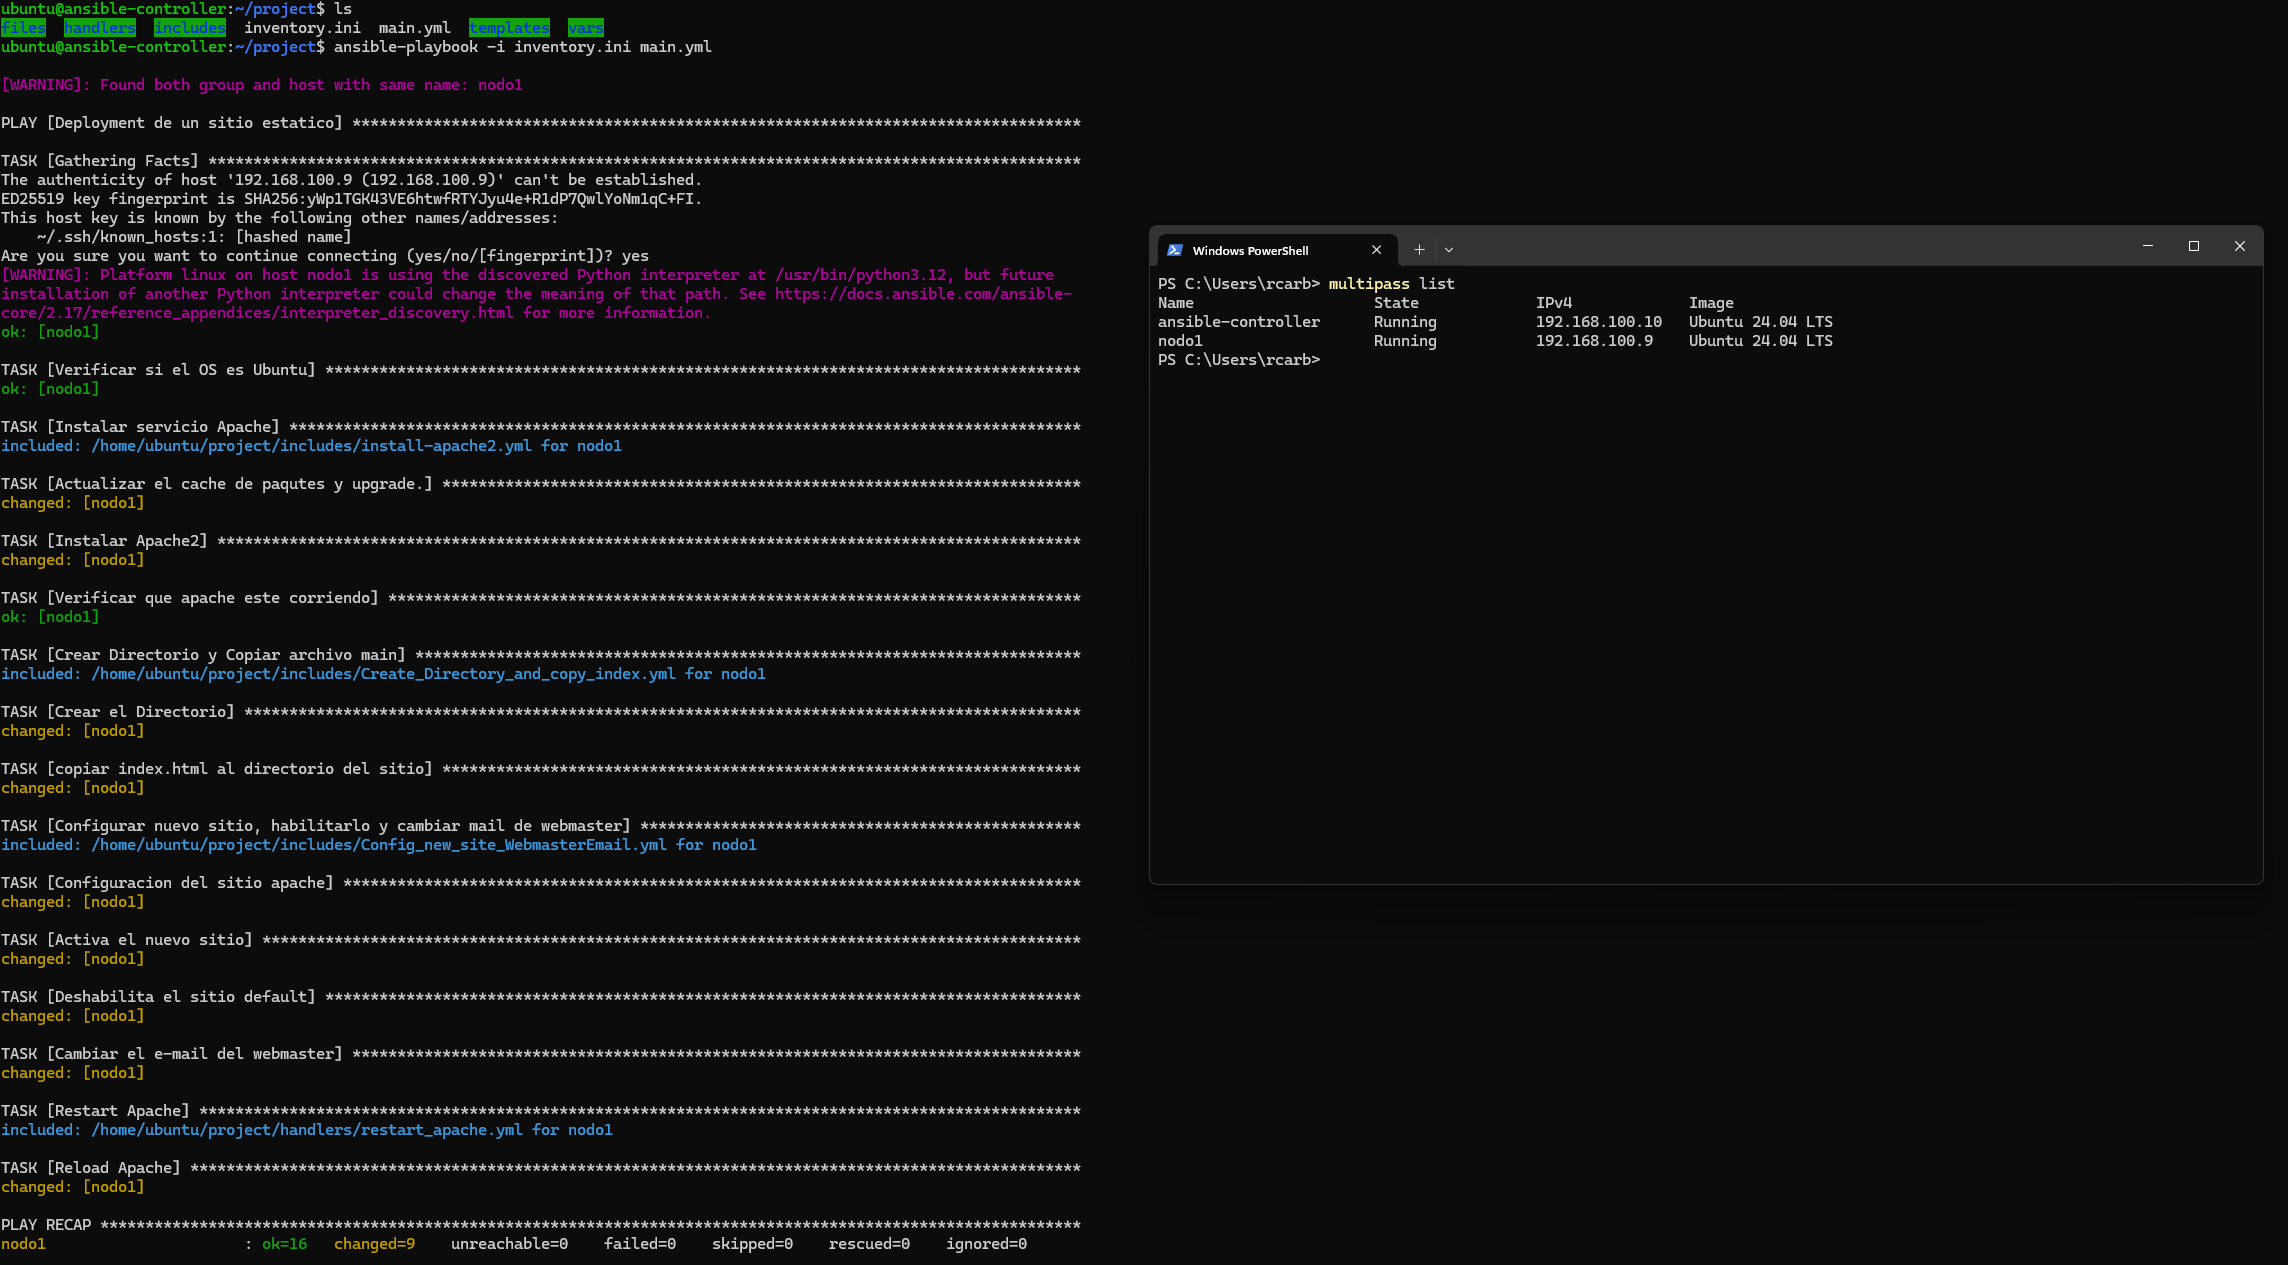 ubuntu@ansible-controller:~/project$ ls
files  handlers  includes  inventory.ini  main.yml  templates  vars
ubuntu@ansible-controller:~/project$ ansible-playbook -i inventory.ini main.yml
[WARNING]: Found both group and host with same name: nodo1
PLAY [Deployment de un sitio estatico] *********************************************************************************
TASK [Gathering Facts] *************************************************************************************************
The authenticity of host '192.168.100.9 (192.168.100.9)' can't be established.
ED25519 key fingerprint is SHA256:yWp1TGK43VE6htwfRTYJyu4e+R1dP7QwlYoNm1qC+FI.
This host key is known by the following other names/addresses:
    ~/.ssh/known_hosts:1: [hashed name]
Are you sure you want to continue connecting (yes/no/[fingerprint])? yes
[WARNING]: Platform linux on host nodo1 is using the discovered Python interpreter at /usr/bin/python3.12, but future
installation of another Python interpreter could change the meaning of that path. See https://docs.ansible.com/ansible-
core/2.17/reference_appendices/interpreter_discovery.html for more information.
ok: [nodo1]
TASK [Verificar si el OS es Ubuntu] ************************************************************************************
ok: [nodo1]
TASK [Instalar servicio Apache] ****************************************************************************************
included: /home/ubuntu/project/includes/install-apache2.yml for nodo1
TASK [Actualizar el cache de paqutes y upgrade.] ***********************************************************************
changed: [nodo1]
TASK [Instalar Apache2] ************************************************************************************************
changed: [nodo1]
TASK [Verificar que apache este corriendo] *****************************************************************************
ok: [nodo1]
TASK [Crear Directorio y Copiar archivo main] **************************************************************************
included: /home/ubuntu/project/includes/Create_Directory_and_copy_index.yml for nodo1
TASK [Crear el Directorio] *********************************************************************************************
changed: [nodo1]
TASK [copiar index.html al directorio del sitio] ***********************************************************************
changed: [nodo1]
TASK [Configurar nuevo sitio, habilitarlo y cambiar mail de webmaster] *************************************************
included: /home/ubuntu/project/includes/Config_new_site_WebmasterEmail.yml for nodo1
TASK [Configuracion del sitio apache] **********************************************************************************
changed: [nodo1]
TASK [Activa el nuevo sitio] *******************************************************************************************
changed: [nodo1]
TASK [Deshabilita el sitio default] ************************************************************************************
changed: [nodo1]
TASK [Cambiar el e-mail del webmaster] *********************************************************************************
changed: [nodo1]
TASK [Restart Apache] **************************************************************************************************
included: /home/ubuntu/project/handlers/restart_apache.yml for nodo1
TASK [Reload Apache] ***************************************************************************************************
changed: [nodo1]
PLAY RECAP *************************************************************************************************************
nodo1                      : ok=16   changed=9    unreachable=0    failed=0    skipped=0    rescued=0    ignored=0
Windows PowerShell
PS C:\Users\rcarb> multipass list
Name                    State             IPv4             Image
ansible-controller      Running           192.168.100.10   Ubuntu 24.04 LTS
nodo1                   Running           192.168.100.9    Ubuntu 24.04 LTS
PS C:\Users\rcarb>